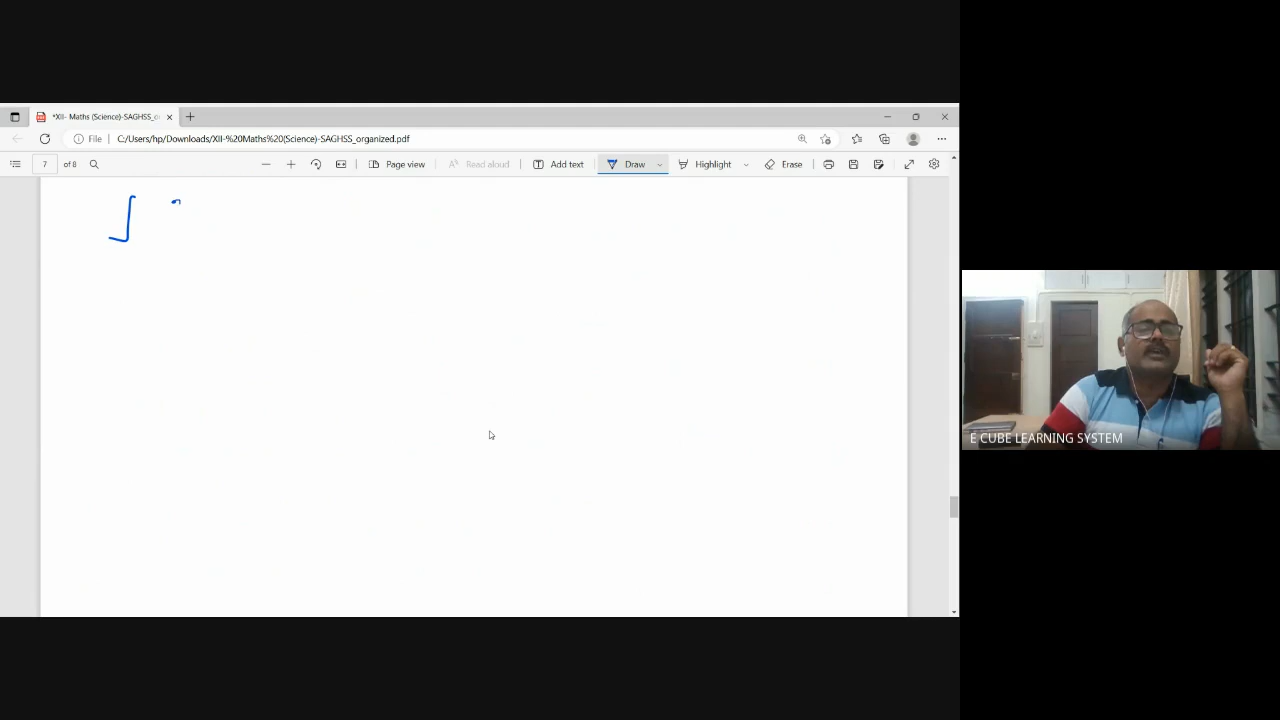 *XII- Maths (Science)-SAGHSS_o
File
C:/Users/hp/Downloads/XII-%20Maths%20(Science)-SAGHSS_organized.pdf
7 of 8
Page view
Read aloud
Add text
Draw
Highlight
Erase
∫
E CUBE LEARNING SYSTEM